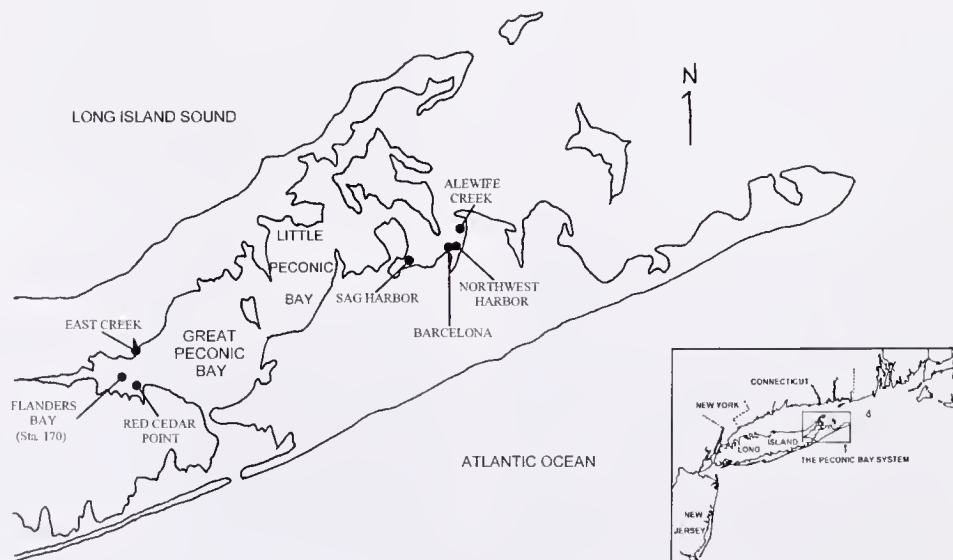 LONG ISLAND SOUND
N
ALEWIFE
CREEK
LITTLE
PECONIC
BAY
SAG HARBOR
NORTHWEST
HARBOR
BARCELONA
EAST CREEK
GREAT
PECONIC
BAY
FLANDERS
BAY
(Sta. 170)
RED CEDAR
POINT
ATLANTIC OCEAN
CONNECTICUT
NEW YORK
LONG ISLAND
THE PECONIC BAY SYSTEM
NEW
JERSEY